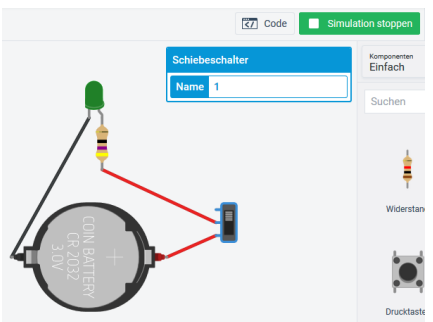 Code
Simulation stoppen
Schiebeschalter
Name 1
Komponenten
Einfach
Suchen
COIN BATTERY
CR 2032
3.0V
Widerstand
Drucktaste